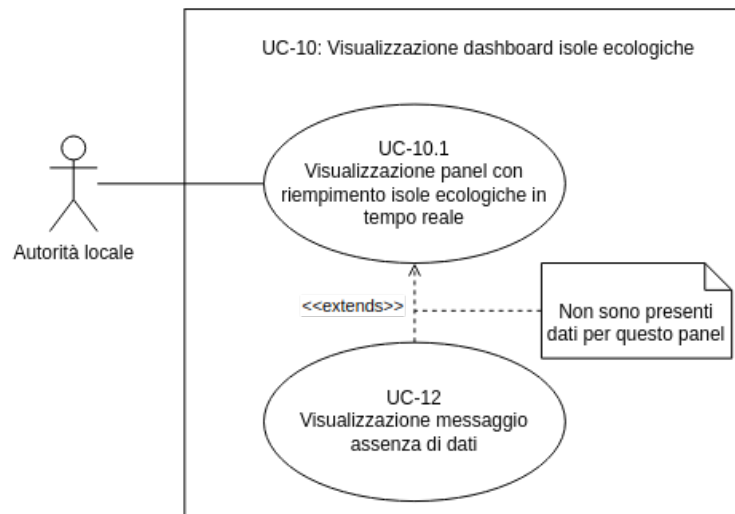 UC-10: Visualizzazione dashboard isole ecologiche
UC-10.1
Visualizzazione panel con
riempimento isole ecologiche in
tempo reale
Autorità locale
<<extends>>
Non sono presenti
dati per questo panel
UC-12
Visualizzazione messaggio
assenza di dati